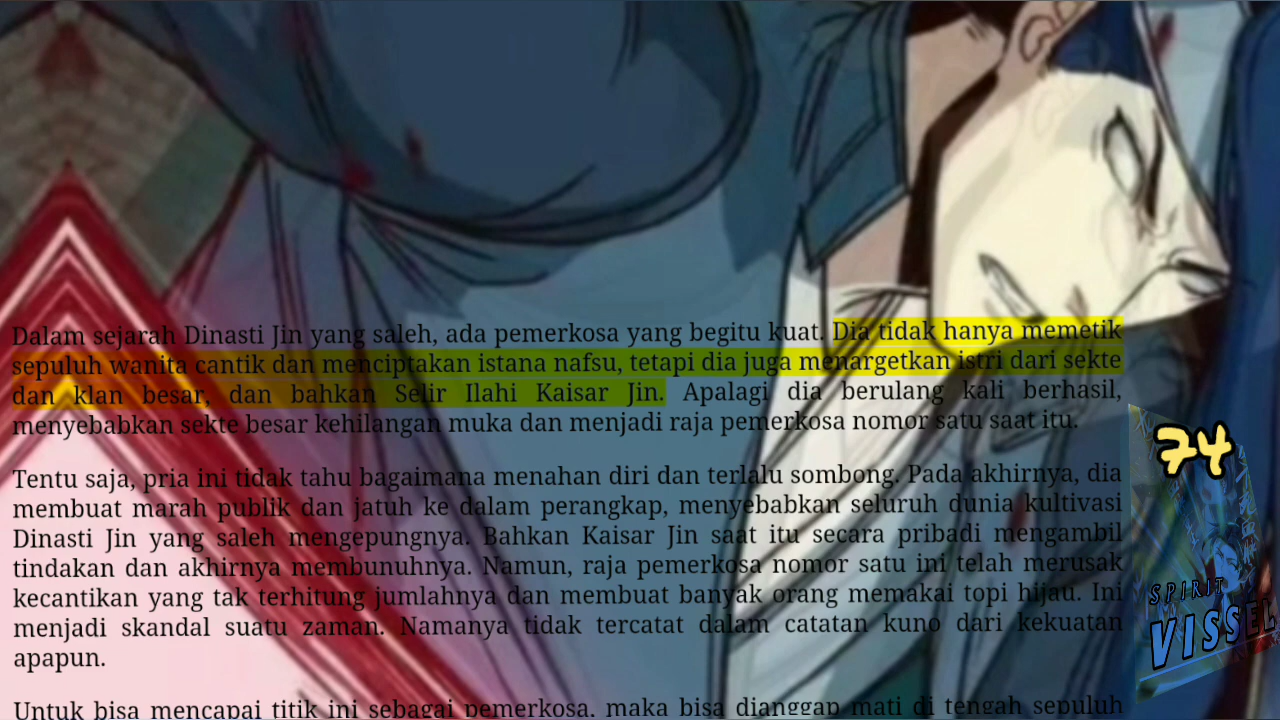 Dalam sejarah Dinasti Jin yang saleh, ada pemerkosa yang begitu kuat. Dia tidak hanya memetik
sepuluh wanita cantik dan menciptakan istana nafsu, tetapi dia juga menargetkan istri dari sekte
dan klan besar, dan bahkan Selir Ilahi Kaisar Jin. Apalagi dia berulang kali berhasil,
menyebabkan sekte besar kehilangan muka dan menjadi raja pemerkosa nomor satu saat itu.
Tentu saja, pria ini tidak tahu bagaimana menahan diri dan terlalu sombong. Pada akhirnya, dia
membuat marah publik dan jatuh ke dalam perangkap, menyebabkan seluruh dunia kultivasi
Dinasti Jin yang saleh mengepungnya. Bahkan Kaisar Jin saat itu secara pribadi mengambil
tindakan dan akhirnya membunuhnya. Namun, raja pemerkosa nomor satu ini telah merusak
kecantikan yang tak terhitung jumlahnya dan membuat banyak orang memakai topi hijau. Ini
menjadi skandal suatu zaman. Namanya tidak tercatat dalam catatan kuno dari kekuatan
apapun.
Untuk bisa mencapai titik ini sebagai pemerkosa, maka bisa dianggap mati di tengah sepuluh
74
SPIRIT
VISSEL